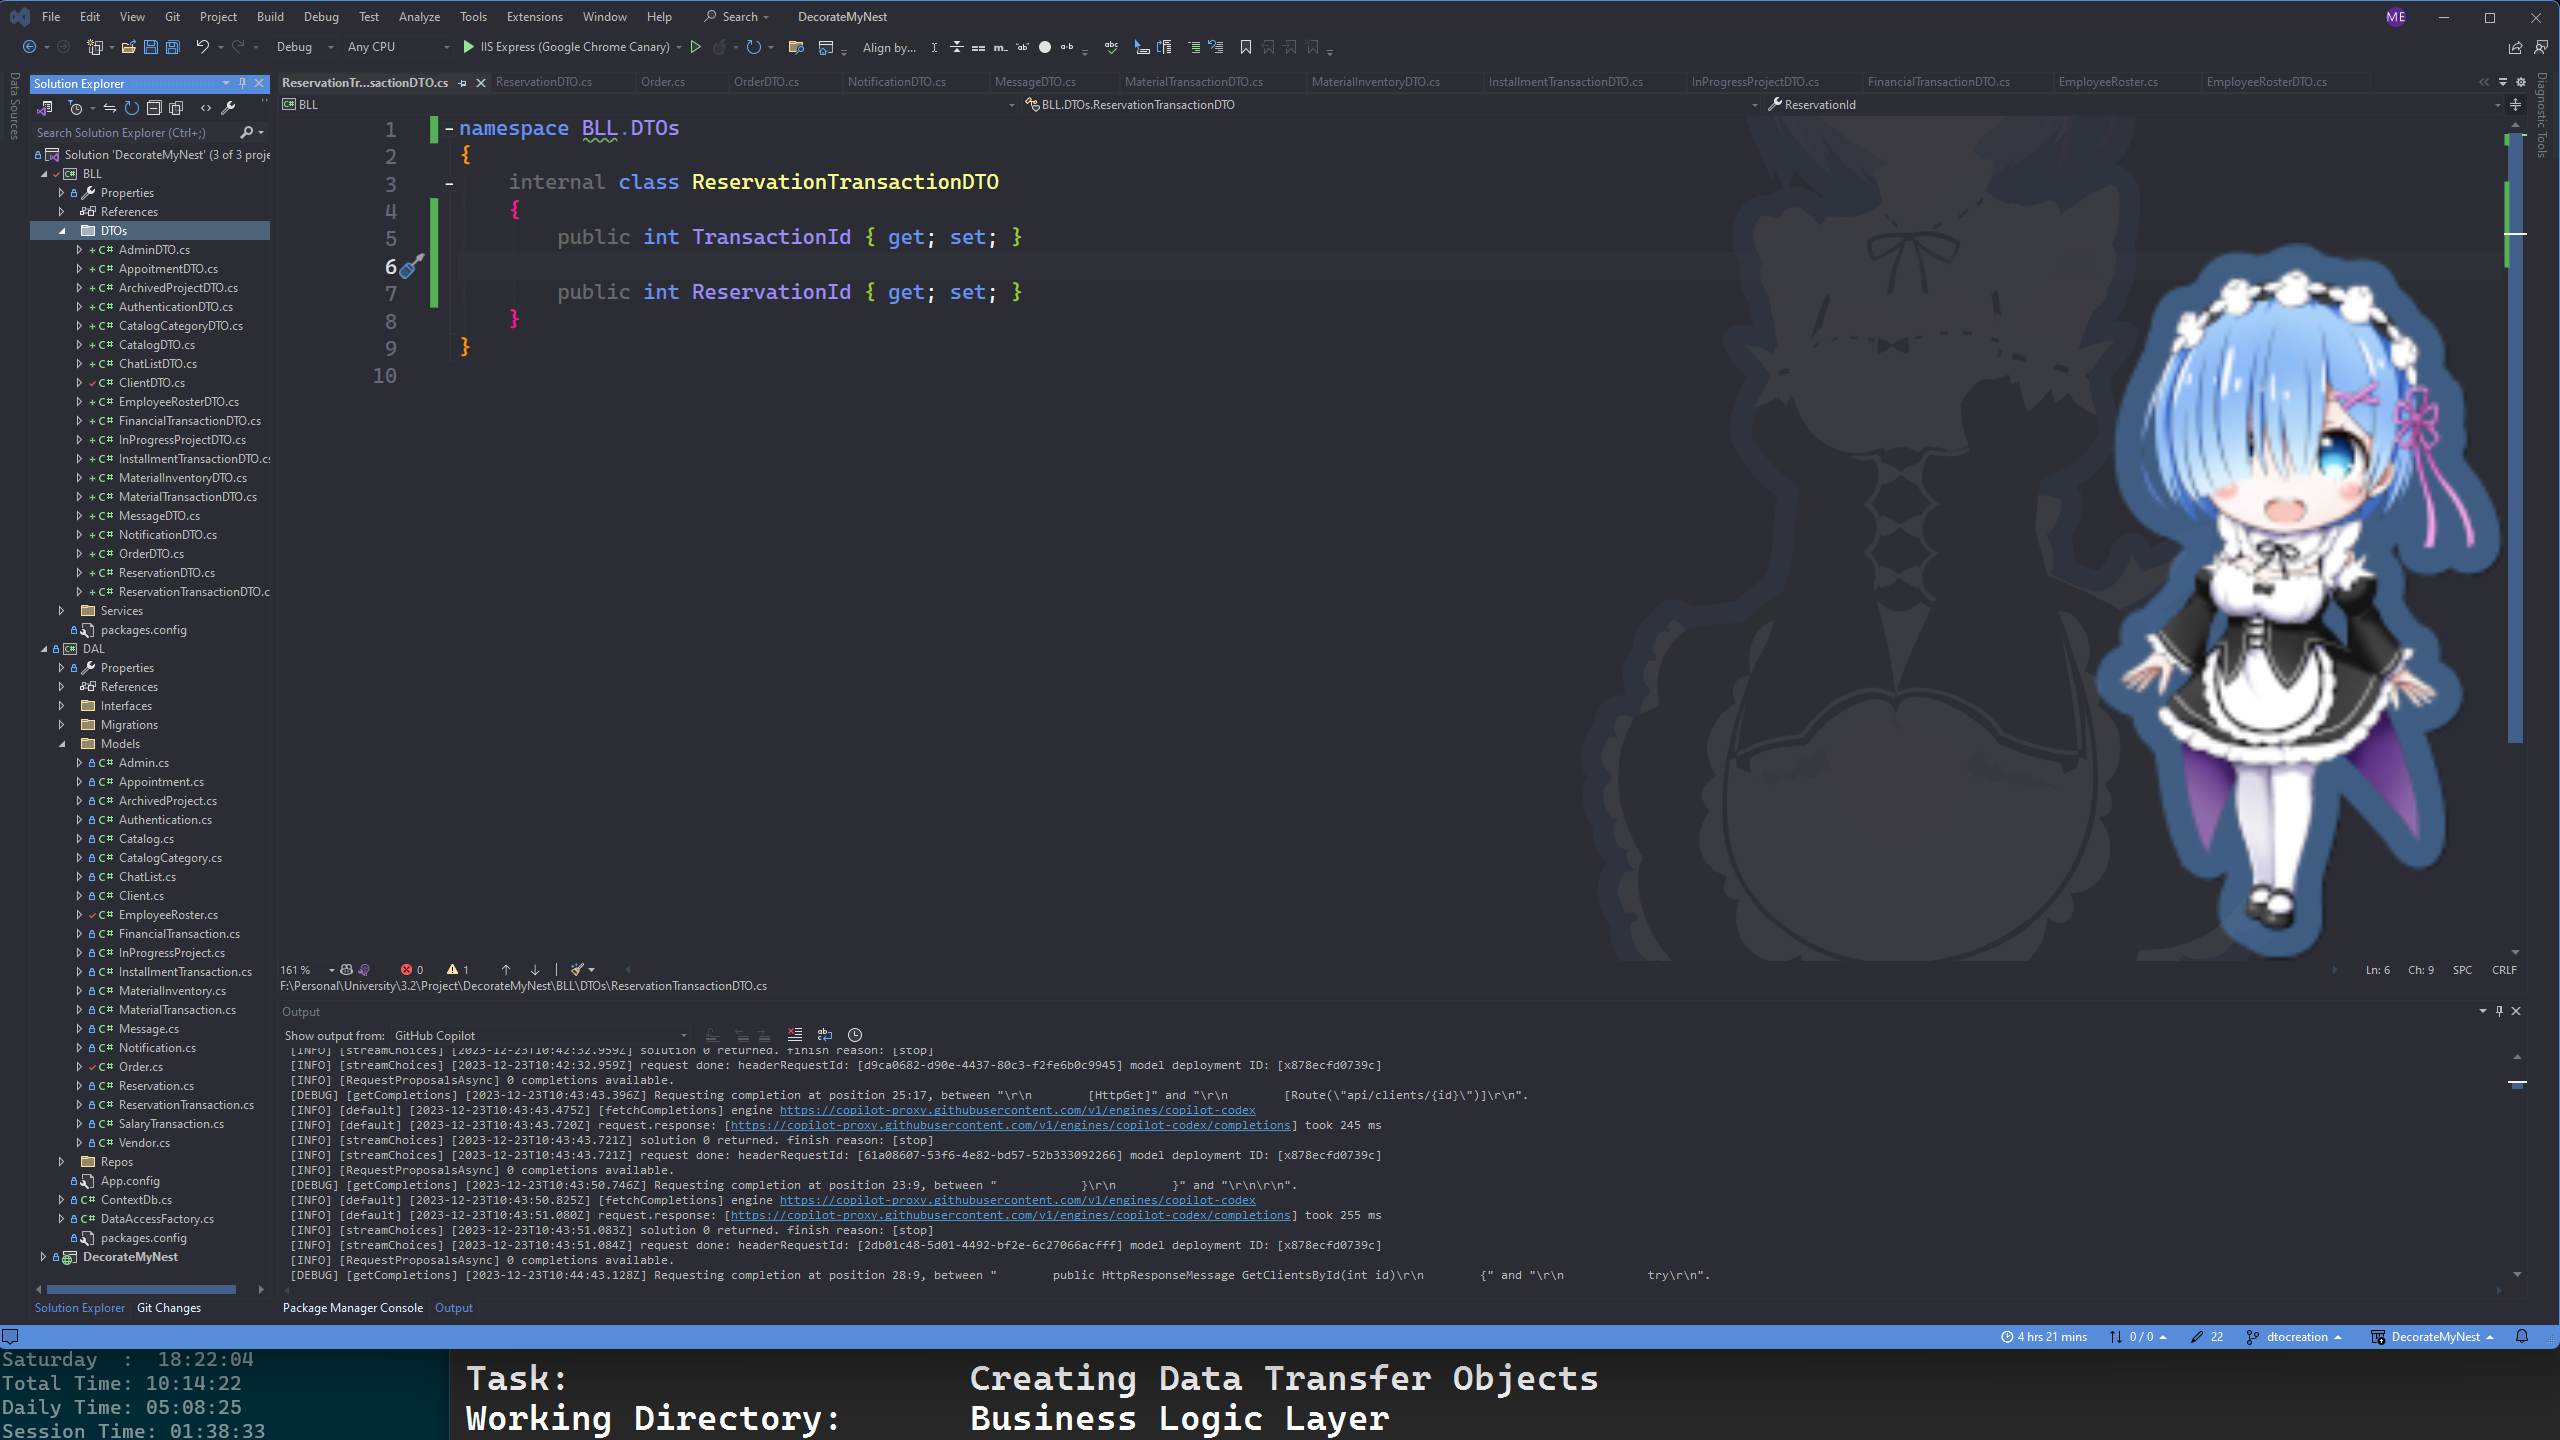 File Edit View Git Project Build Debug Test Analyze Tools Extensions Window Help Search DecorateMyNest ME
Debug Any CPU IIS Express (Google Chrome Canary) Align by...
Data Sources
Solution Explorer
Search Solution Explorer (Ctrl+;)
Solution 'DecorateMyNest' (3 of 3 proje
BLL
Properties
References
DTOs
AdminDTO.cs
AppoitmentDTO.cs
ArchivedProjectDTO.cs
AuthenticationDTO.cs
CatalogCategoryDTO.cs
CatalogDTO.cs
ChatListDTO.cs
ClientDTO.cs
EmployeeRosterDTO.cs
FinancialTransactionDTO.cs
InProgressProjectDTO.cs
InstallmentTransactionDTO.cs
MaterialInventoryDTO.cs
MaterialTransactionDTO.cs
MessageDTO.cs
NotificationDTO.cs
OrderDTO.cs
ReservationDTO.cs
ReservationTransactionDTO.c
Services
packages.config
DAL
Properties
References
Interfaces
Migrations
Models
Admin.cs
Appointment.cs
ArchivedProject.cs
Authentication.cs
Catalog.cs
CatalogCategory.cs
ChatList.cs
Client.cs
EmployeeRoster.cs
FinancialTransaction.cs
InProgressProject.cs
InstallmentTransaction.cs
MaterialInventory.cs
MaterialTransaction.cs
Message.cs
Notification.cs
Order.cs
Reservation.cs
ReservationTransaction.cs
SalaryTransaction.cs
Vendor.cs
Repos
App.config
ContextDb.cs
DataAccessFactory.cs
packages.config
DecorateMyNest
Solution Explorer Git Changes
ReservationTr...sactionDTO.cs ReservationDTO.cs Order.cs OrderDTO.cs NotificationDTO.cs MessageDTO.cs MaterialTransactionDTO.cs MaterialInventoryDTO.cs InstallmentTransactionDTO.cs InProgressProjectDTO.cs FinancialTransactionDTO.cs EmployeeRoster.cs EmployeeRosterDTO.cs
BLL BLL.DTOs.ReservationTransactionDTO ReservationId
Diagnostic Tools
1 namespace BLL.DTOs
2 {
3 internal class ReservationTransactionDTO
4 {
5 public int TransactionId { get; set; }
6
7 public int ReservationId { get; set; }
8 }
9 }
10
161 % 0 1 Ln: 6 Ch: 9 SPC CRLF
F:\Personal\University\3.2\Project\DecorateMyNest\BLL\DTOs\ReservationTransactionDTO.cs
Output
Show output from: GitHub Copilot
[INFO] [streamChoices] [2023-12-23T10:42:32.959Z] solution 0 returned. finish reason: [stop]
[INFO] [streamChoices] [2023-12-23T10:42:32.959Z] request done: headerRequestId: [d9ca0682-d90e-4437-80c3-f2fe6b0c9945] model deployment ID: [x878ecfd0739c]
[INFO] [RequestProposalsAsync] 0 completions available.
[DEBUG] [getCompletions] [2023-12-23T10:43:43.396Z] Requesting completion at position 25:17, between "\r\n [HttpGet]" and "\r\n [Route(\"api/clients/{id}\")]\r\n".
[INFO] [default] [2023-12-23T10:43:43.475Z] [fetchCompletions] engine https://copilot-proxy.githubusercontent.com/v1/engines/copilot-codex
[INFO] [default] [2023-12-23T10:43:43.720Z] request.response: [https://copilot-proxy.githubusercontent.com/v1/engines/copilot-codex/completions] took 245 ms
[INFO] [streamChoices] [2023-12-23T10:43:43.721Z] solution 0 returned. finish reason: [stop]
[INFO] [streamChoices] [2023-12-23T10:43:43.721Z] request done: headerRequestId: [61a08607-53f6-4e82-bd57-52b333092266] model deployment ID: [x878ecfd0739c]
[INFO] [RequestProposalsAsync] 0 completions available.
[DEBUG] [getCompletions] [2023-12-23T10:43:50.746Z] Requesting completion at position 23:9, between " }\r\n }" and "\r\n\r\n".
[INFO] [default] [2023-12-23T10:43:50.825Z] [fetchCompletions] engine https://copilot-proxy.githubusercontent.com/v1/engines/copilot-codex
[INFO] [default] [2023-12-23T10:43:51.080Z] request.response: [https://copilot-proxy.githubusercontent.com/v1/engines/copilot-codex/completions] took 255 ms
[INFO] [streamChoices] [2023-12-23T10:43:51.083Z] solution 0 returned. finish reason: [stop]
[INFO] [streamChoices] [2023-12-23T10:43:51.084Z] request done: headerRequestId: [2db01c48-5d01-4492-bf2e-6c27066acfff] model deployment ID: [x878ecfd0739c]
[INFO] [RequestProposalsAsync] 0 completions available.
[DEBUG] [getCompletions] [2023-12-23T10:44:43.128Z] Requesting completion at position 28:9, between " public HttpResponseMessage GetClientsById(int id)\r\n {" and "\r\n try\r\n".
Package Manager Console Output
4 hrs 21 mins 0 / 0 22 dtocreation DecorateMyNest
Saturday : 18:22:04
Total Time: 10:14:22
Daily Time: 05:08:25
Session Time: 01:38:33
Task: Creating Data Transfer Objects
Working Directory: Business Logic Layer